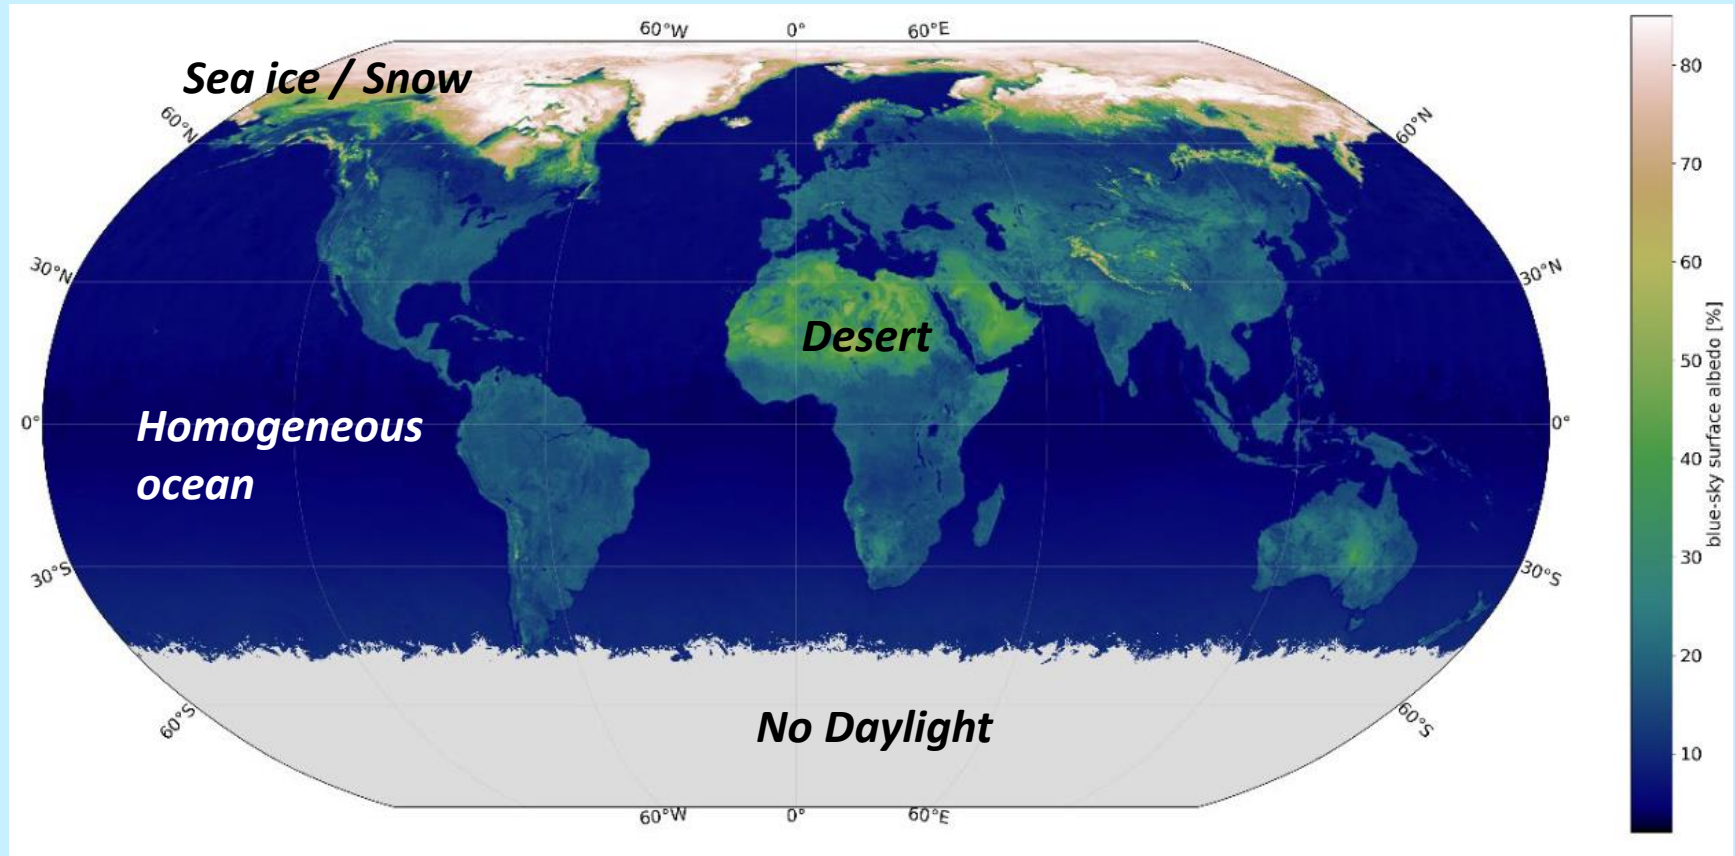 60°W 0° 60°E
Sea ice / Snow
60°N 60°N
30°N 30°N
Desert
Homogeneous
ocean
0° 0°
30°S 30°S
No Daylight
60°S 60°S
60°W 0° 60°E
80
70
60
50
40
30
20
10
blue-sky surface albedo [%]